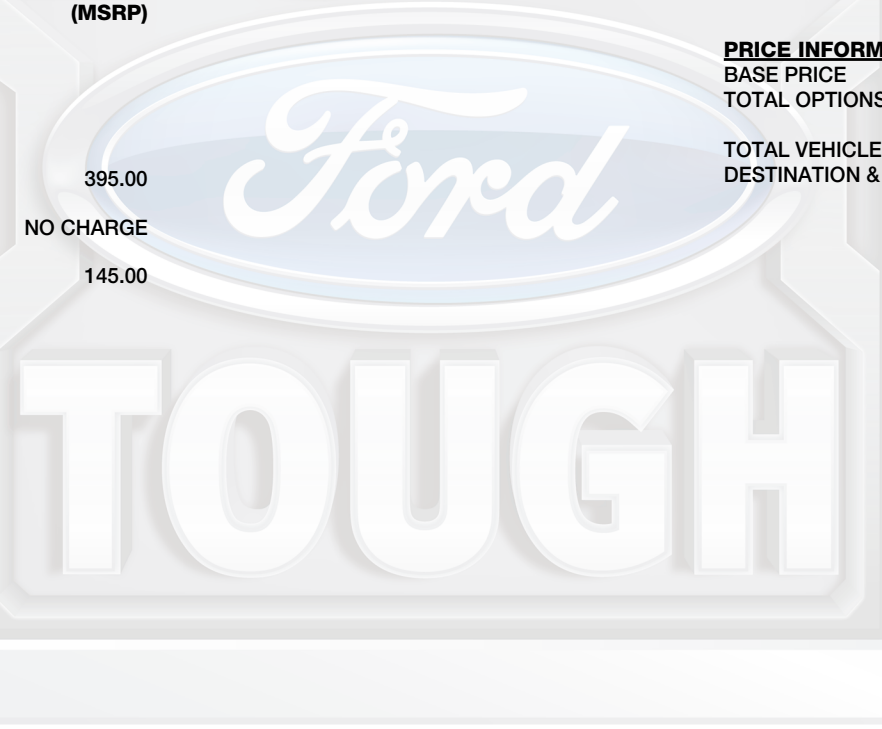 (MSRP)
395.00
NO CHARGE
145.00
PRICE INFORM
BASE PRICE
TOTAL OPTIONS
TOTAL VEHICLE
DESTINATION &
Ford
TOUGH